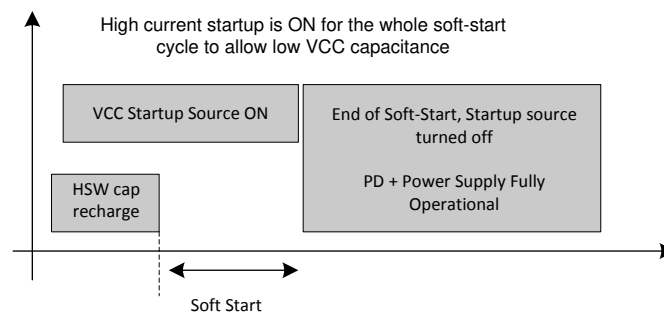 High current startup is ON for the whole soft-start
cycle to allow low VCC capacitance
VCC Startup Source ON
End of Soft-Start, Startup source
turned off
PD + Power Supply Fully
Operational
HSW cap
recharge
Soft Start